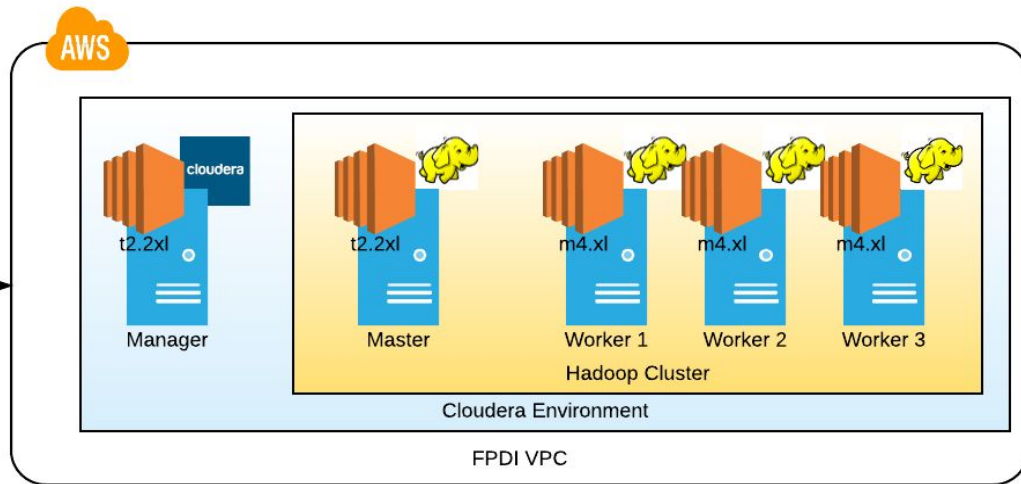 AWS
cloudera
t2.2xl
t2.2xl
m4.xl
m4.xl
m4.xl
Manager
Master
Worker 1
Worker 2
Worker 3
Hadoop Cluster
Cloudera Environment
FPDI VPC